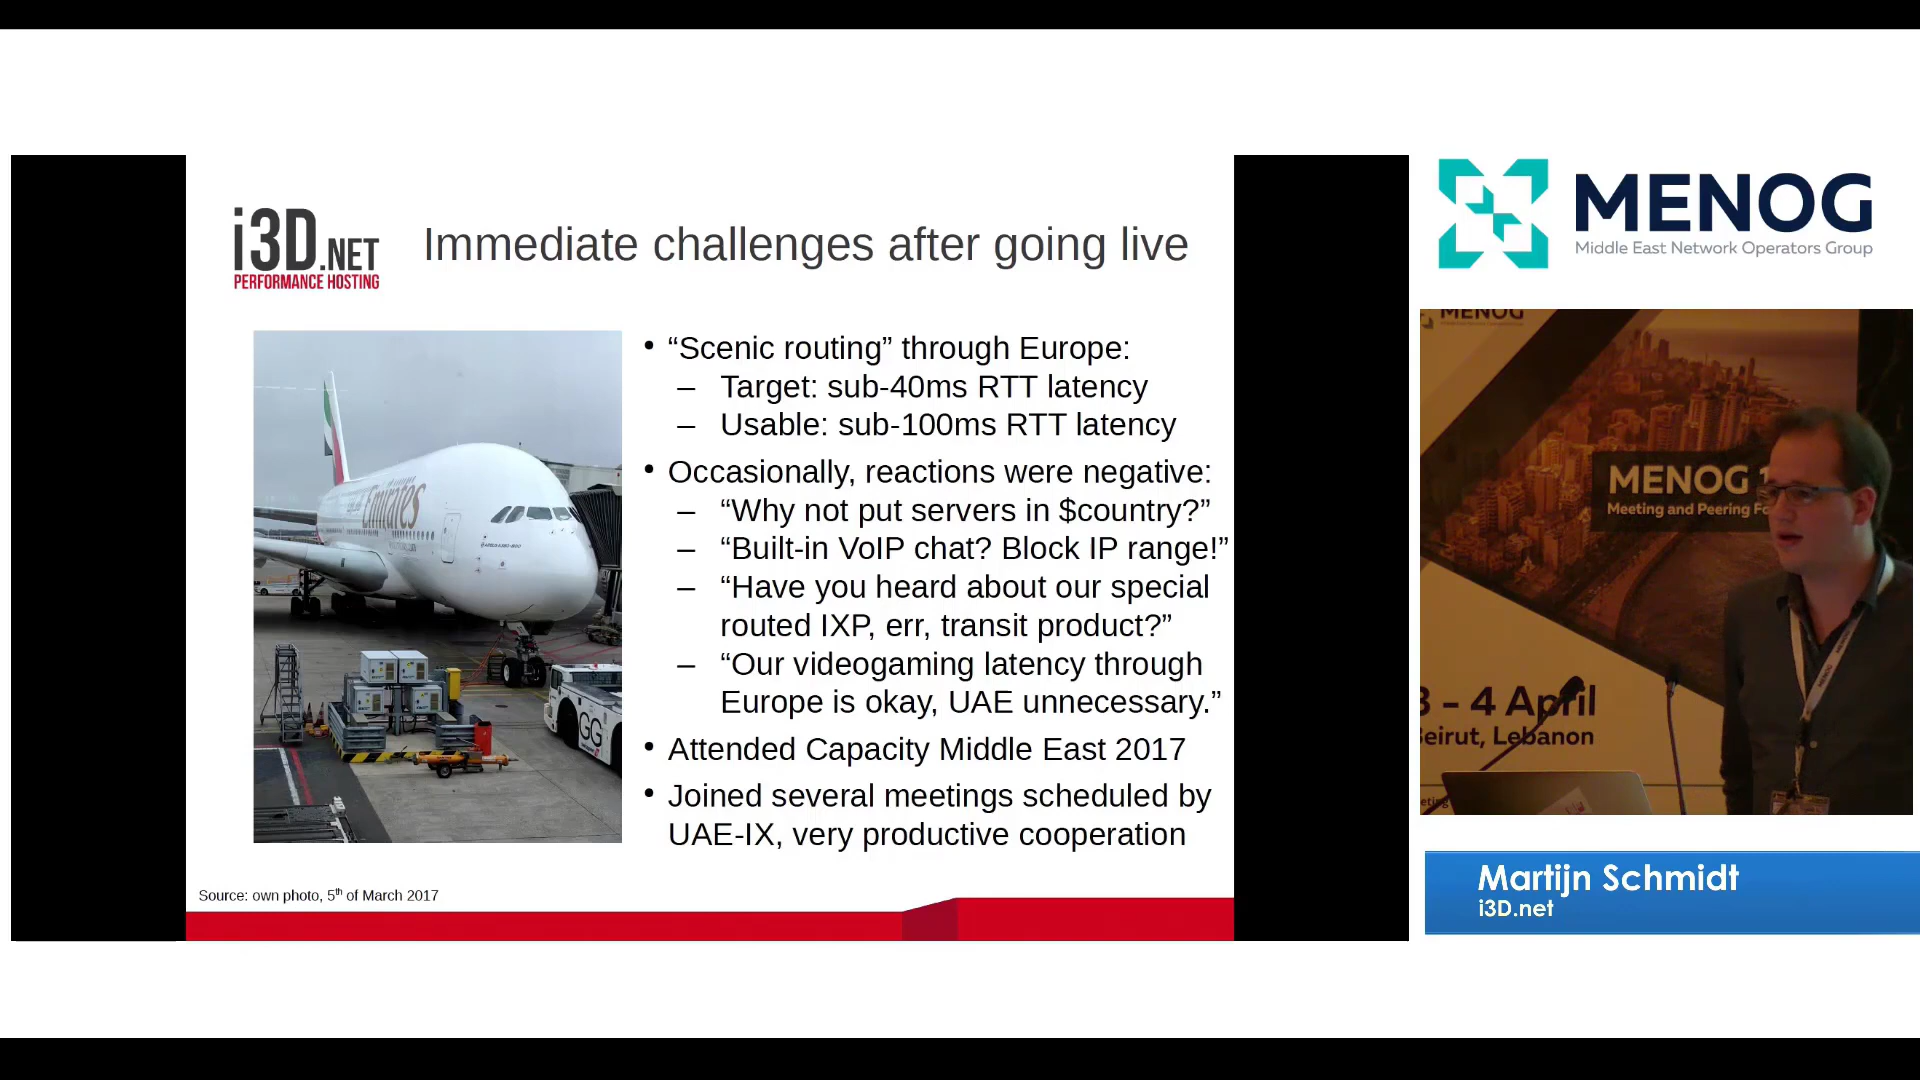 i3D.NET
PERFORMANCE HOSTING
Immediate challenges after going live
• “Scenic routing” through Europe:
– Target: sub-40ms RTT latency
– Usable: sub-100ms RTT latency
• Occasionally, reactions were negative:
– “Why not put servers in $country?”
– “Built-in VoIP chat? Block IP range!”
– “Have you heard about our special
routed IXP, err, transit product?”
– “Our videogaming latency through
Europe is okay, UAE unnecessary.”
• Attended Capacity Middle East 2017
• Joined several meetings scheduled by
UAE-IX, very productive cooperation
Emirates
GG
Source: own photo, 5th of March 2017
MENOG
Middle East Network Operators Group
MENOG
MENOG 1
Meeting and Peering Fo
3 - 4 April
Beirut, Lebanon
Martijn Schmidt
i3D.net